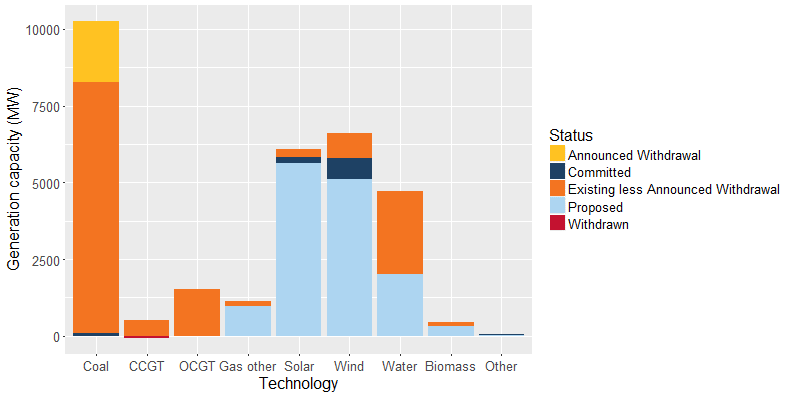 10000
7500
5000
2500
0
Generation capacity (MW)
Coal CCGT OCGT Gas other Solar Wind Water Biomass Other
Technology
Status
Announced Withdrawal
Committed
Existing less Announced Withdrawal
Proposed
Withdrawn